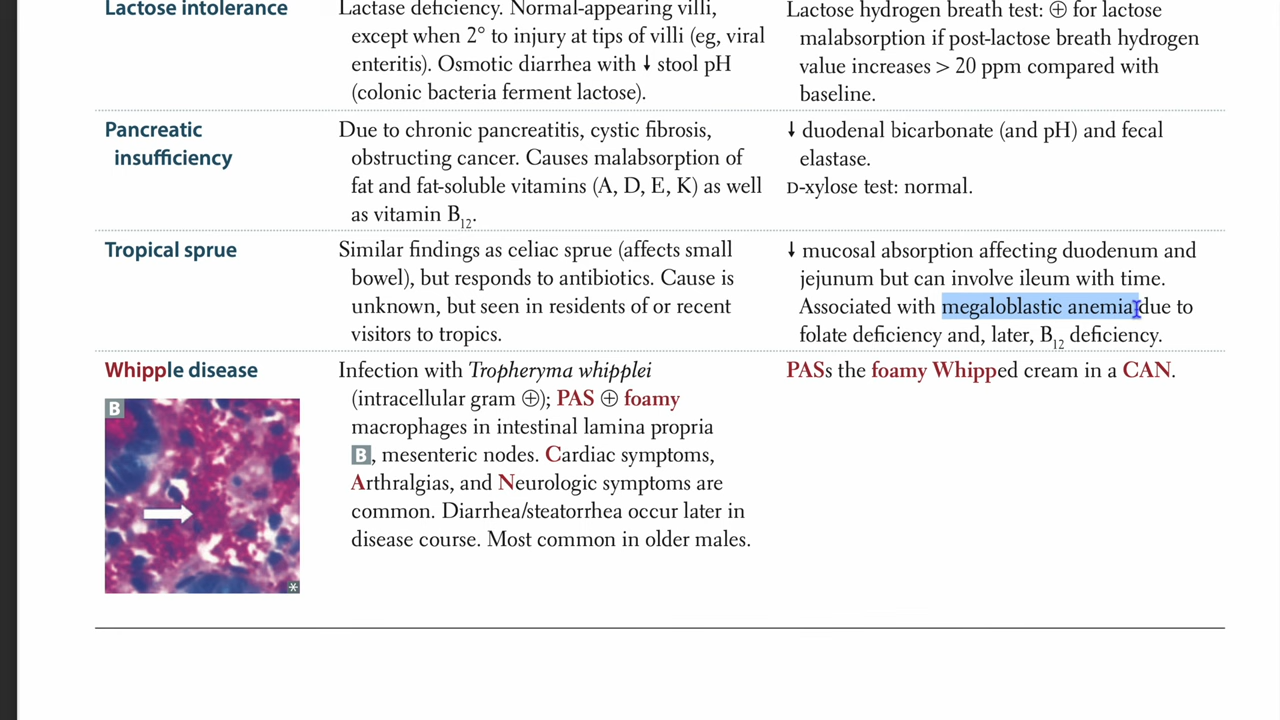 Lactose intolerance
Lactase deficiency. Normal-appearing villi,
except when 2° to injury at tips of villi (eg, viral
enteritis). Osmotic diarrhea with ↓ stool pH
(colonic bacteria ferment lactose).
Lactose hydrogen breath test: ⊕ for lactose
malabsorption if post-lactose breath hydrogen
value increases > 20 ppm compared with
baseline.
Pancreatic
insufficiency
Due to chronic pancreatitis, cystic fibrosis,
obstructing cancer. Causes malabsorption of
fat and fat-soluble vitamins (A, D, E, K) as well
as vitamin B12.
↓ duodenal bicarbonate (and pH) and fecal
elastase.
D-xylose test: normal.
Tropical sprue
Similar findings as celiac sprue (affects small
bowel), but responds to antibiotics. Cause is
unknown, but seen in residents of or recent
visitors to tropics.
↓ mucosal absorption affecting duodenum and
jejunum but can involve ileum with time.
Associated with megaloblastic anemia due to
folate deficiency and, later, B12 deficiency.
Whipple disease
B
*
Infection with Tropheryma whipplei
(intracellular gram ⊕); PAS ⊕ foamy
macrophages in intestinal lamina propria
B, mesenteric nodes. Cardiac symptoms,
Arthralgias, and Neurologic symptoms are
common. Diarrhea/steatorrhea occur later in
disease course. Most common in older males.
PASs the foamy Whipped cream in a CAN.